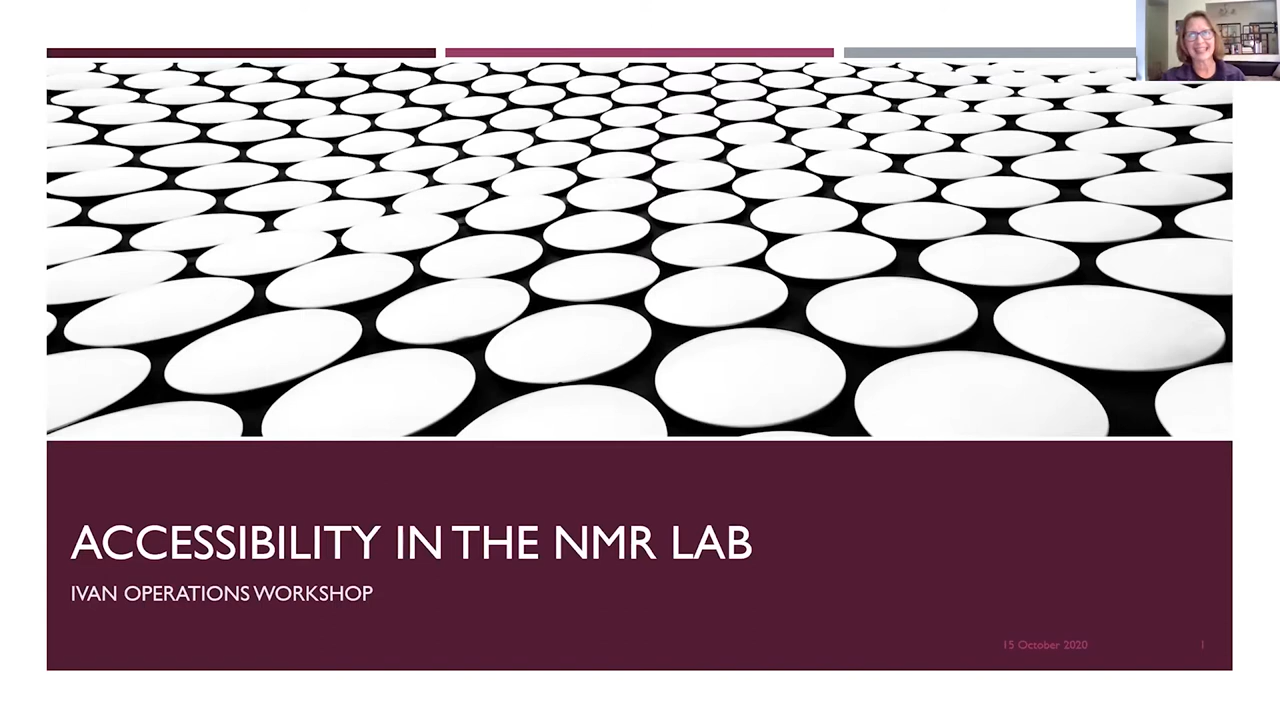 ACCESSIBILITY IN THE NMR LAB
IVAN OPERATIONS WORKSHOP
15 October 2020
1